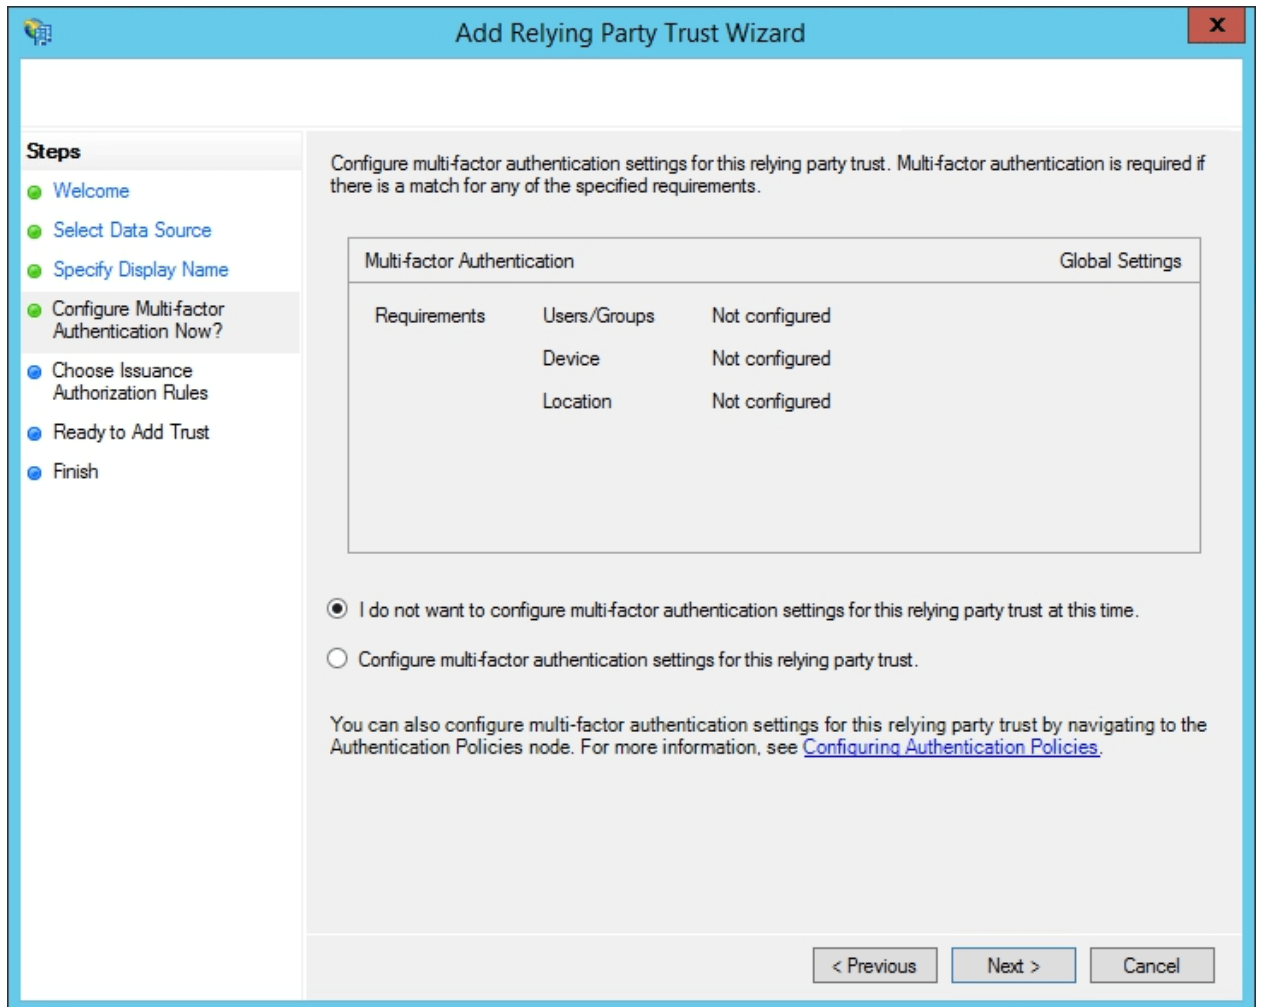 Add Relying Party Trust Wizard
x
Steps
Welcome
Select Data Source
Specify Display Name
Configure Multi-factor
Authentication Now?
Choose Issuance
Authorization Rules
Ready to Add Trust
Finish
Configure multi-factor authentication settings for this relying party trust. Multi-factor authentication is required if
there is a match for any of the specified requirements.
Multi-factor Authentication Global Settings
Requirements Users/Groups Not configured
Device Not configured
Location Not configured
I do not want to configure multi-factor authentication settings for this relying party trust at this time.
Configure multi-factor authentication settings for this relying party trust.
You can also configure multi-factor authentication settings for this relying party trust by navigating to the
Authentication Policies node. For more information, see Configuring Authentication Policies.
< Previous Next > Cancel